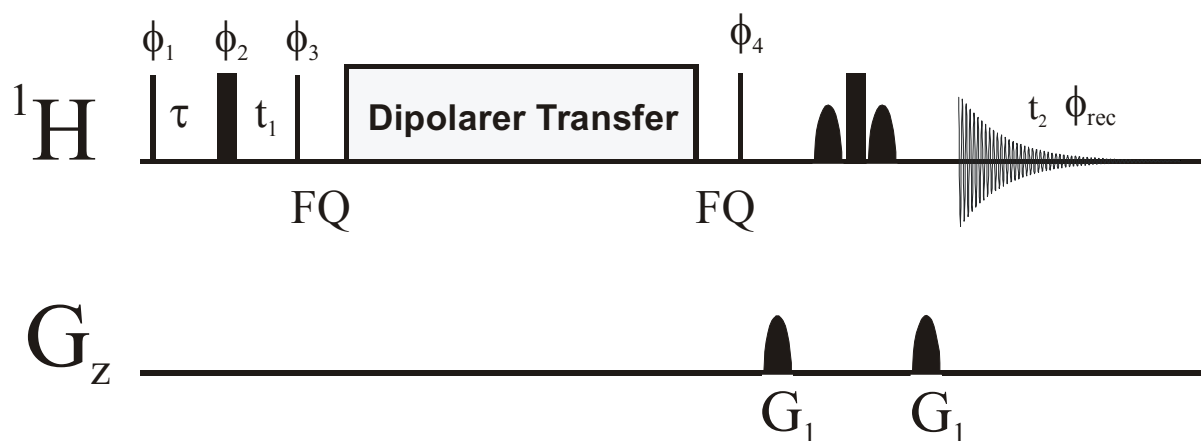 ϕ₁ ϕ₂ ϕ₃ ϕ₄
¹H τ t₁ Dipolarer Transfer t₂ ϕrec
FQ FQ
Gz
G₁ G₁